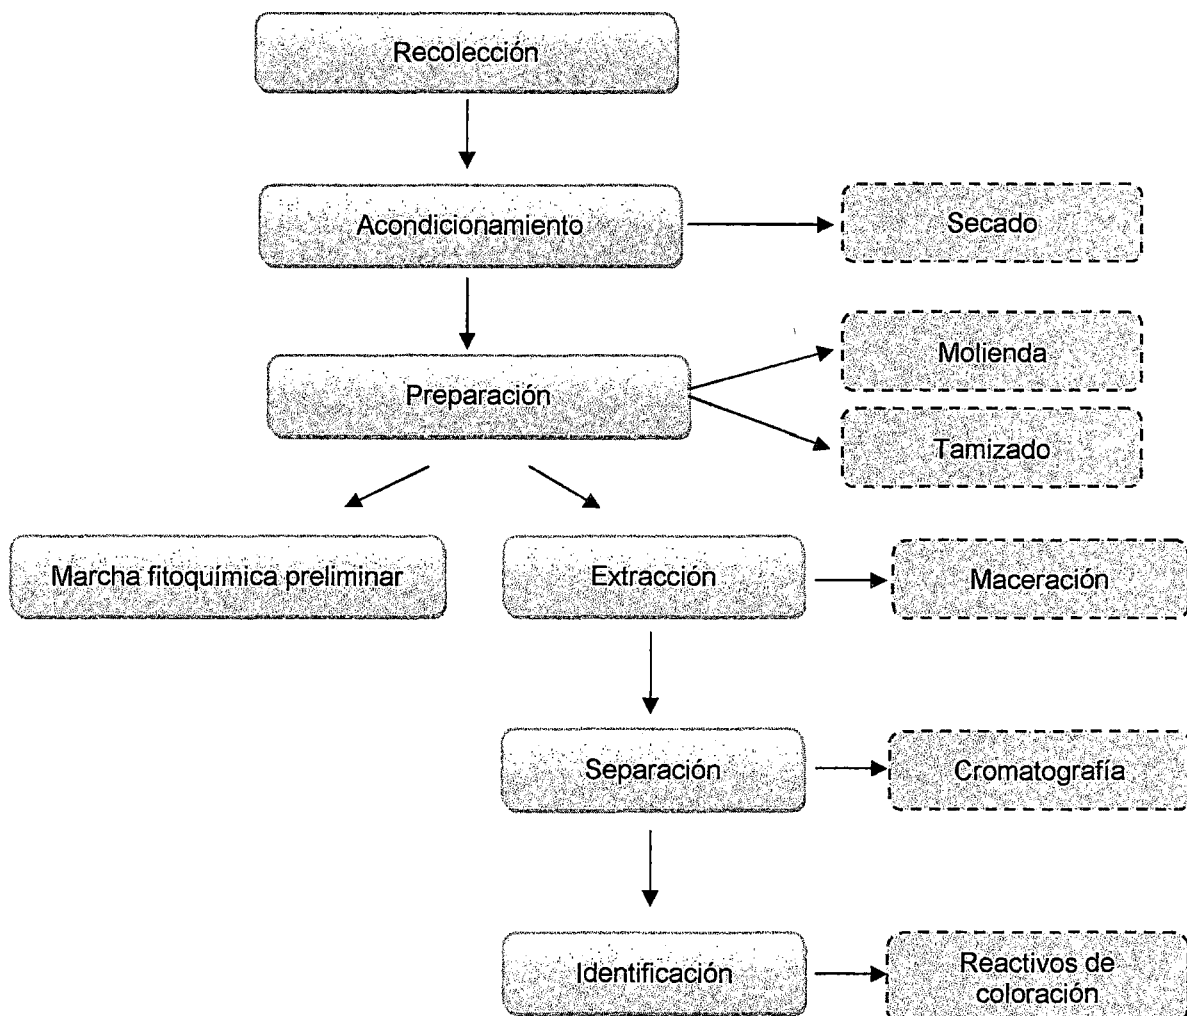 Recolección
Acondicionamiento
Secado
Preparación
Molienda
Tamizado
Marcha fitoquímica preliminar
Extracción
Maceración
Separación
Cromatografía
Identificación
Reactivos de
coloración